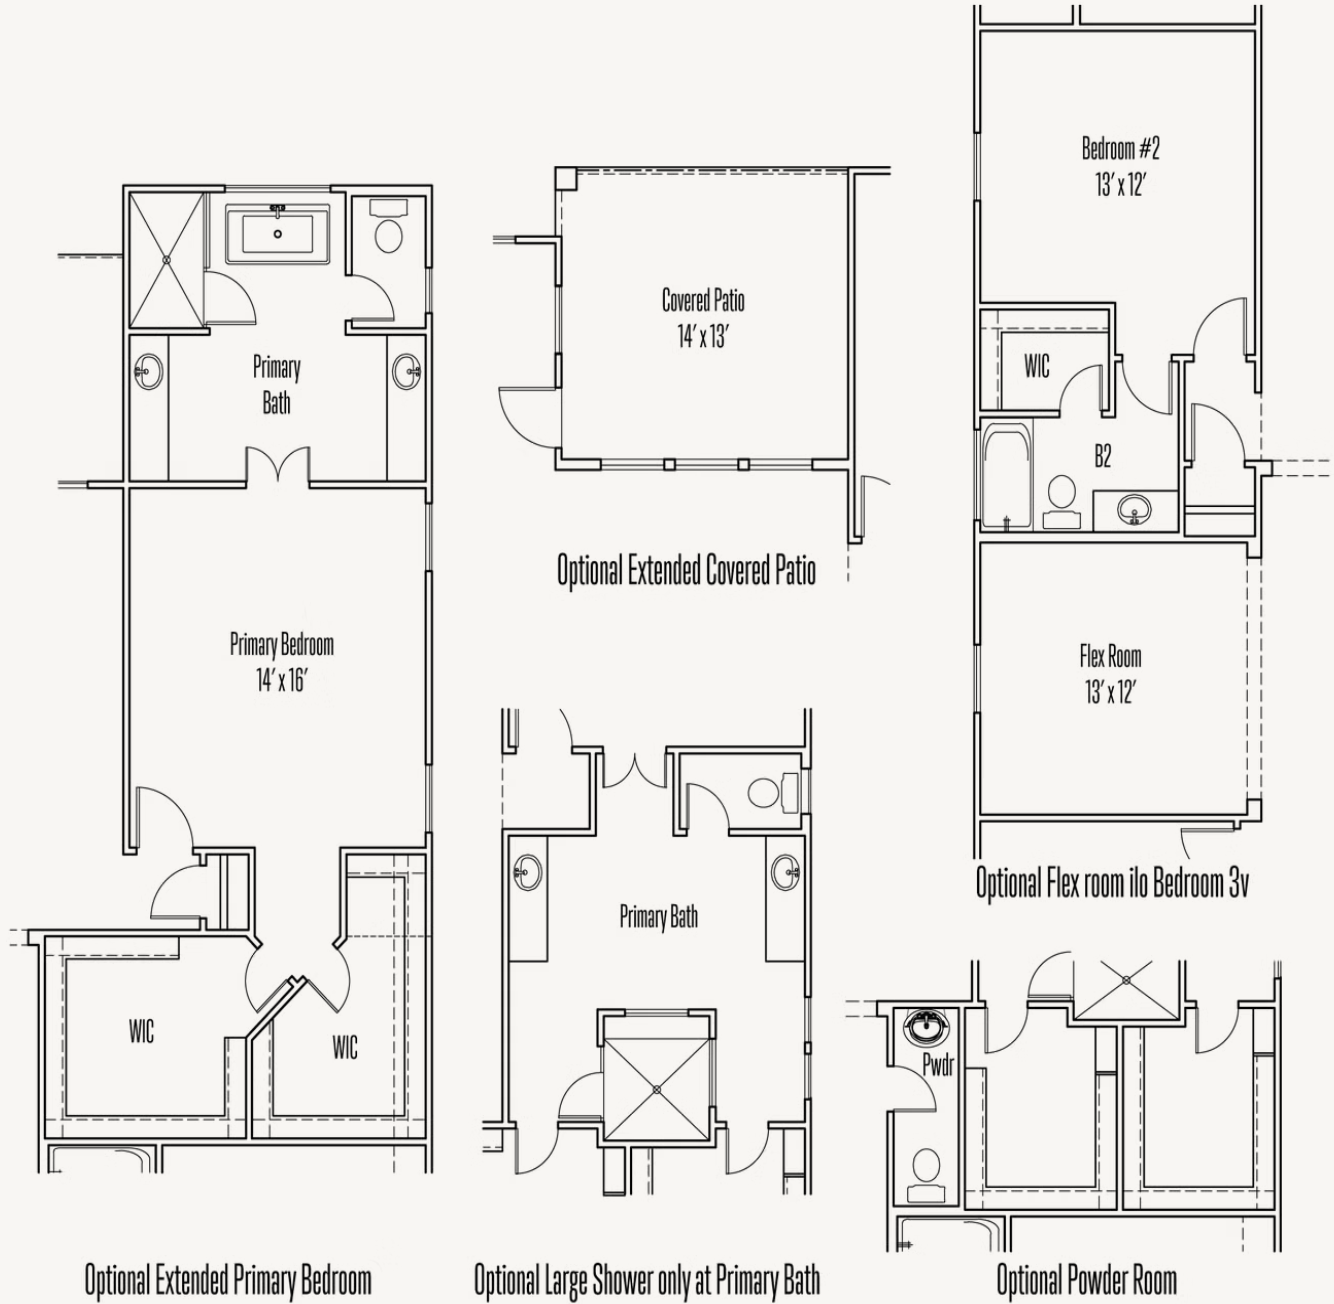 Primary
Bath
Primary Bedroom
14' x 16'
WIC
WIC
Optional Extended Primary Bedroom
Covered Patio
14' x 13'
Optional Extended Covered Patio
Primary Bath
Optional Large Shower only at Primary Bath
Bedroom #2
13' x 12'
WIC
B2
Flex Room
13' x 12'
Optional Flex room ilo Bedroom 3v
Pwdr
Optional Powder Room